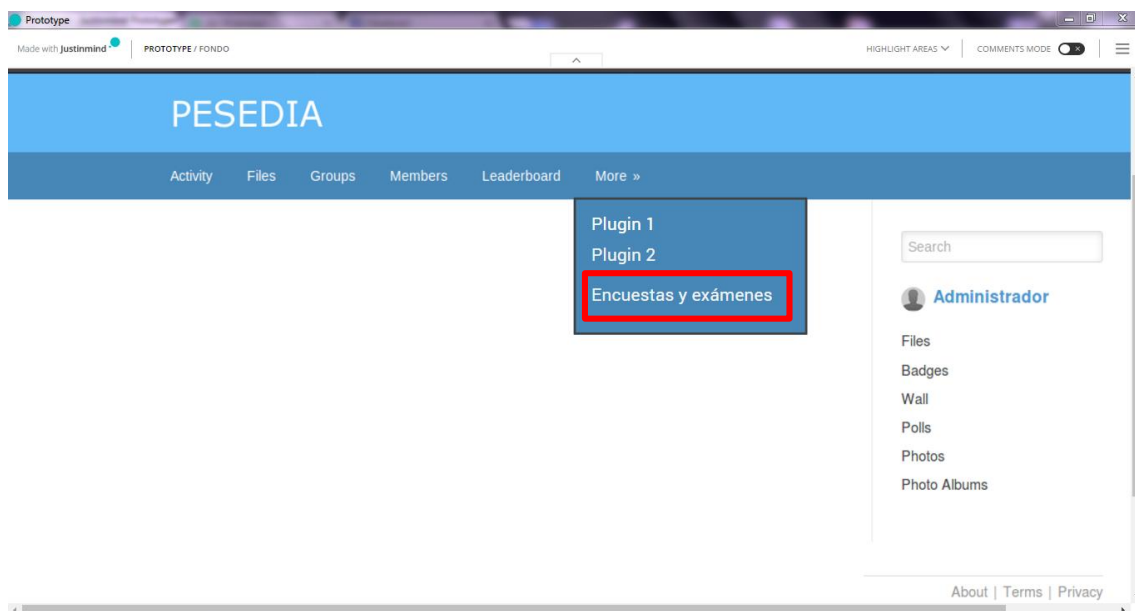 Prototype
Made with Justinmind PROTOTYPE / FONDO HIGHLIGHT AREAS COMMENTS MODE
PESEDIA
Activity Files Groups Members Leaderboard More »
Plugin 1
Plugin 2
Encuestas y exámenes
Search
Administrador
Files
Badges
Wall
Polls
Photos
Photo Albums
About | Terms | Privacy